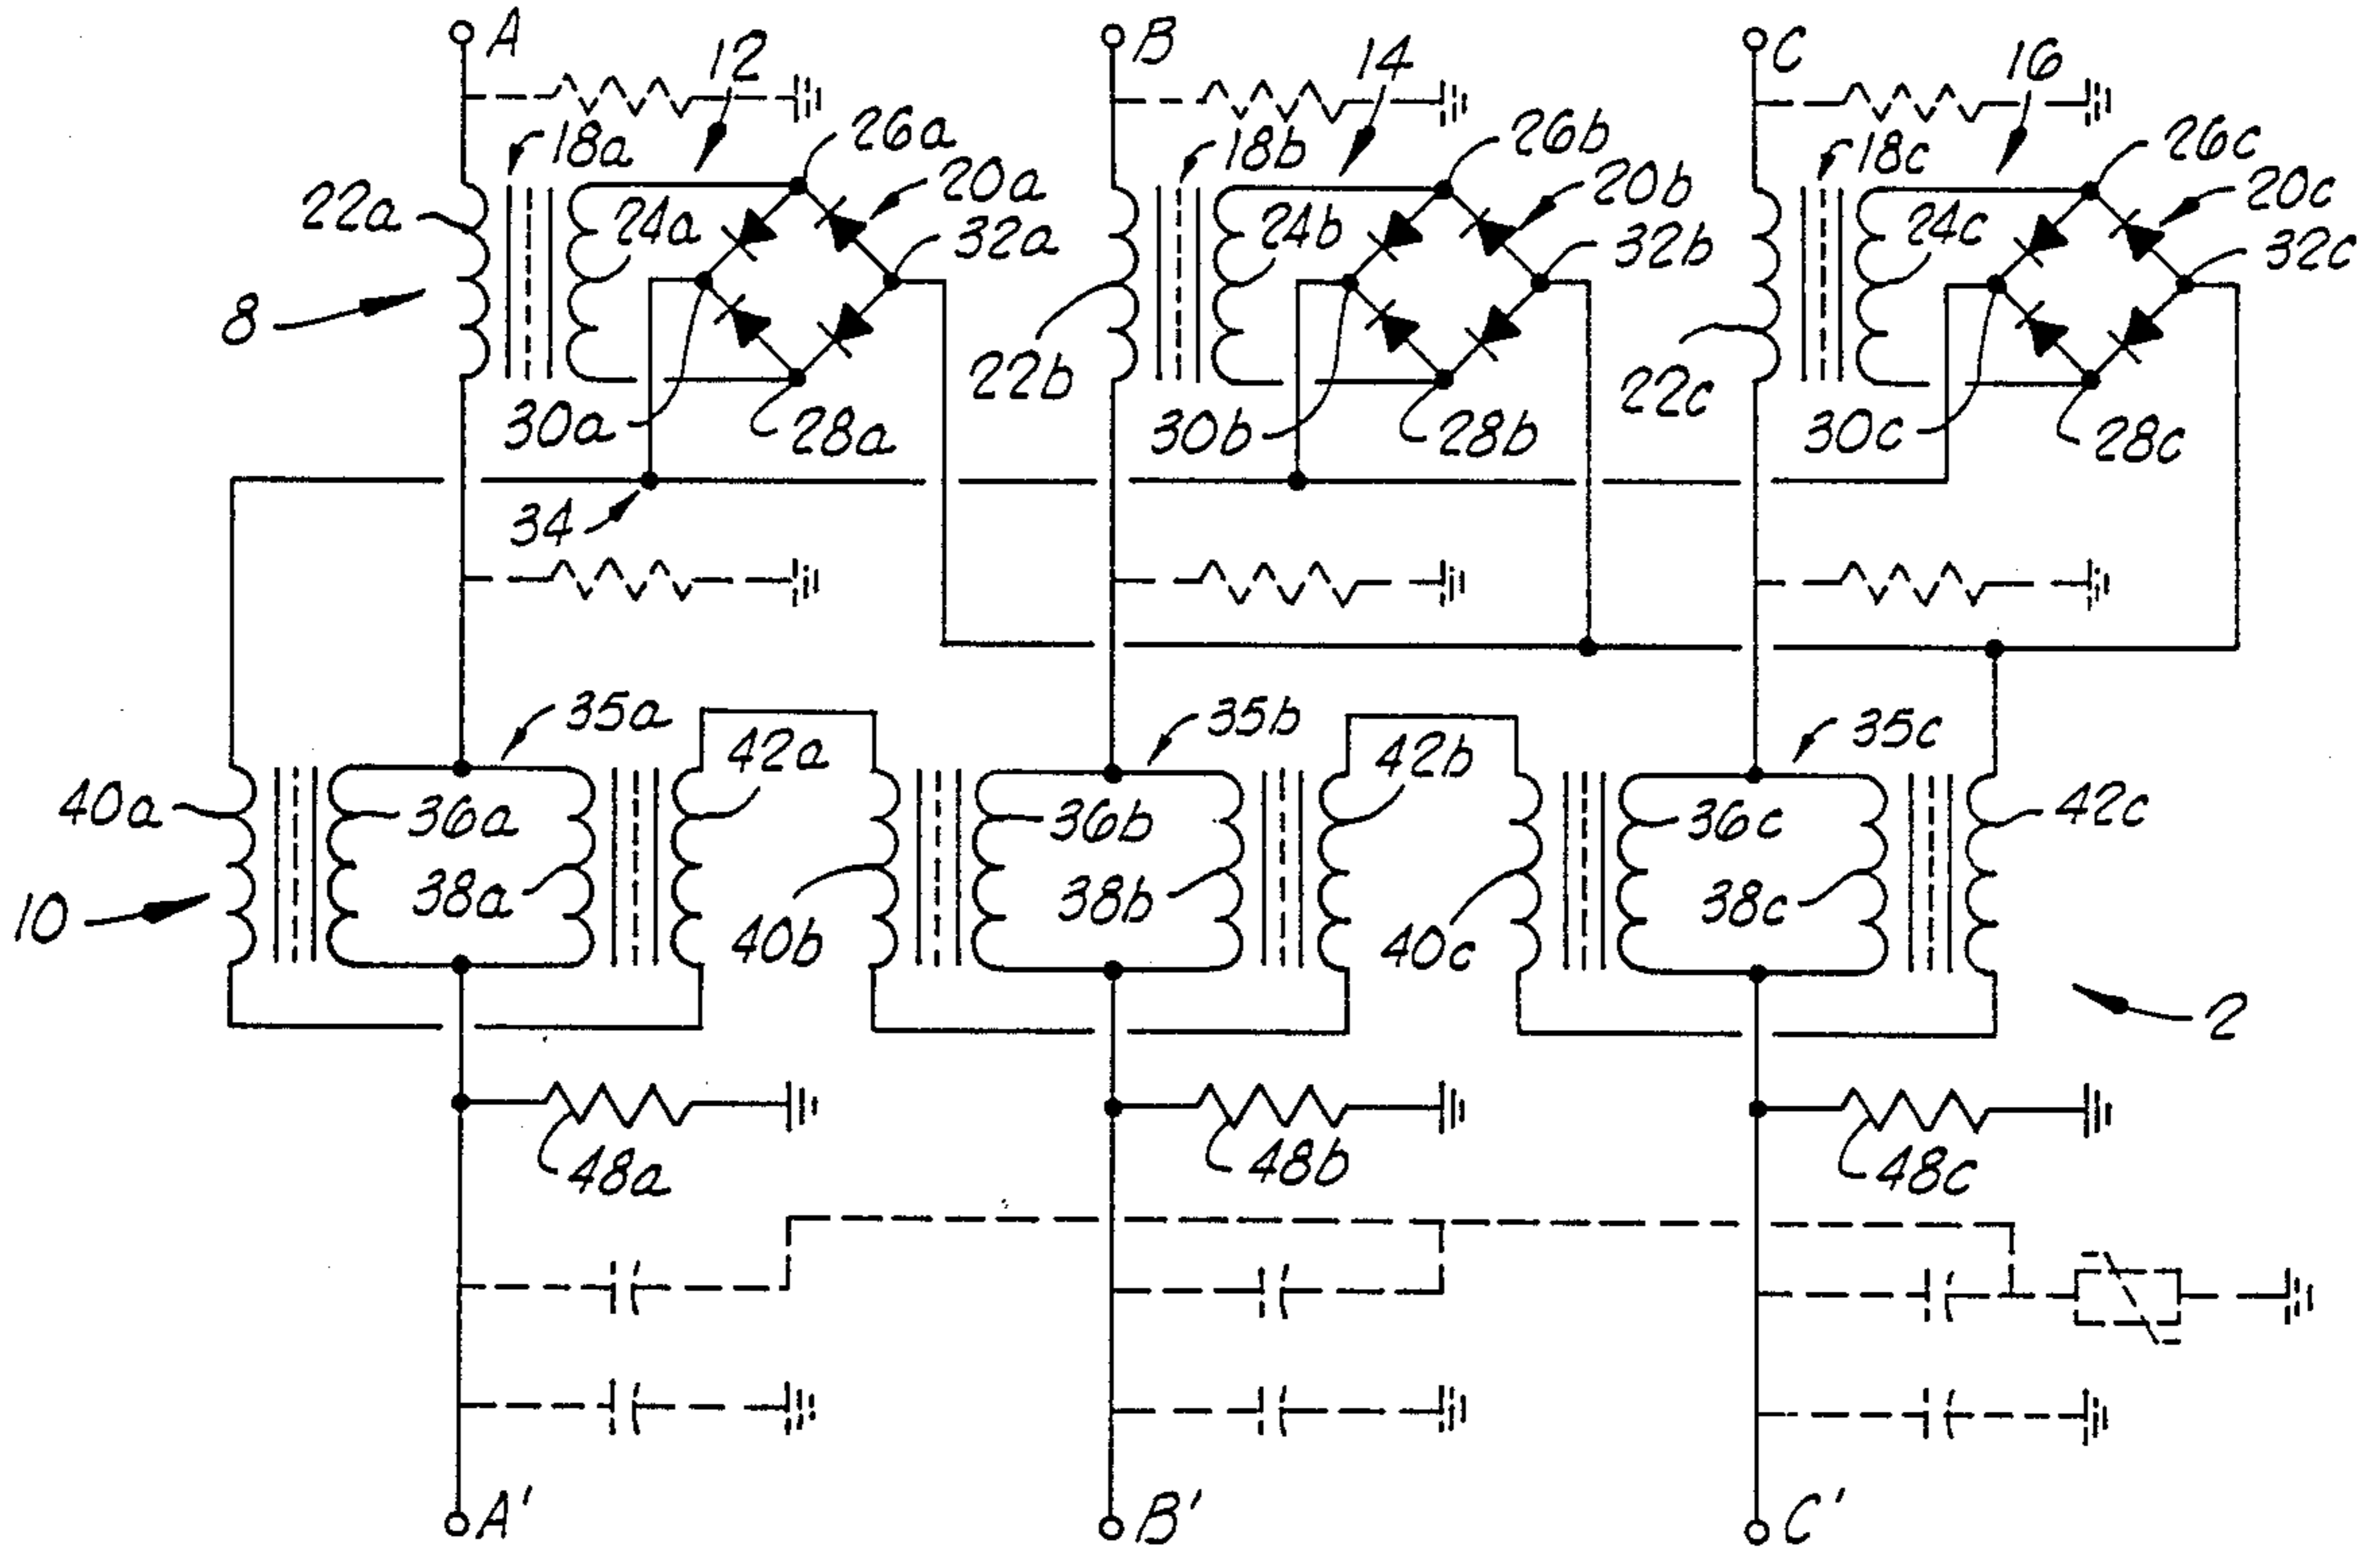 A 12 B 14 C 16
18a 26a 18b 26b 18c 26c
22a 24a 20a 24b 20b 24c 20c
32a 32b 32c
8
22b 22c
30a 28a 30b 28b 30c 28c
34
35a 35b 35c
42a 42b
40a 36a 36b 36c 42c
38a 38b 38c
10 40b 40c
2
48a 48b 48c
A' B' C'